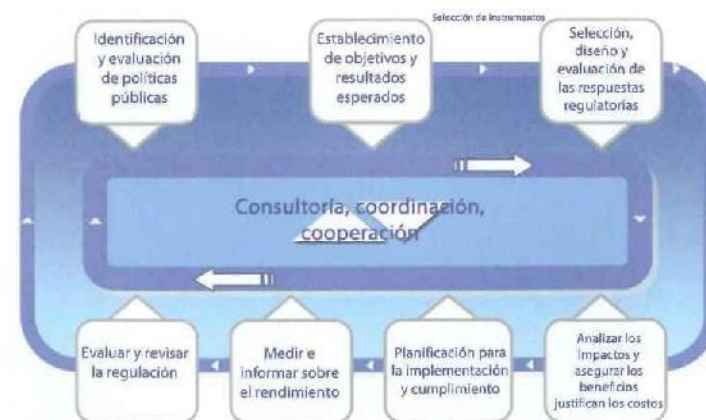 Selección de Instrumentos
Identificación
y evaluación
de políticas
públicas
Establecimiento
de objetivos y
resultados
esperados
Selección,
diseño y
evaluación de
las respuestas
regulatorias
Consultoría, coordinación,
cooperación
Evaluar y revisar
la regulación
Medir e
informar sobre
el rendimiento
Planificación para
la implementación
y cumplimiento
Analizar los
impactos y
asegurar los
beneficios
justifican los costos